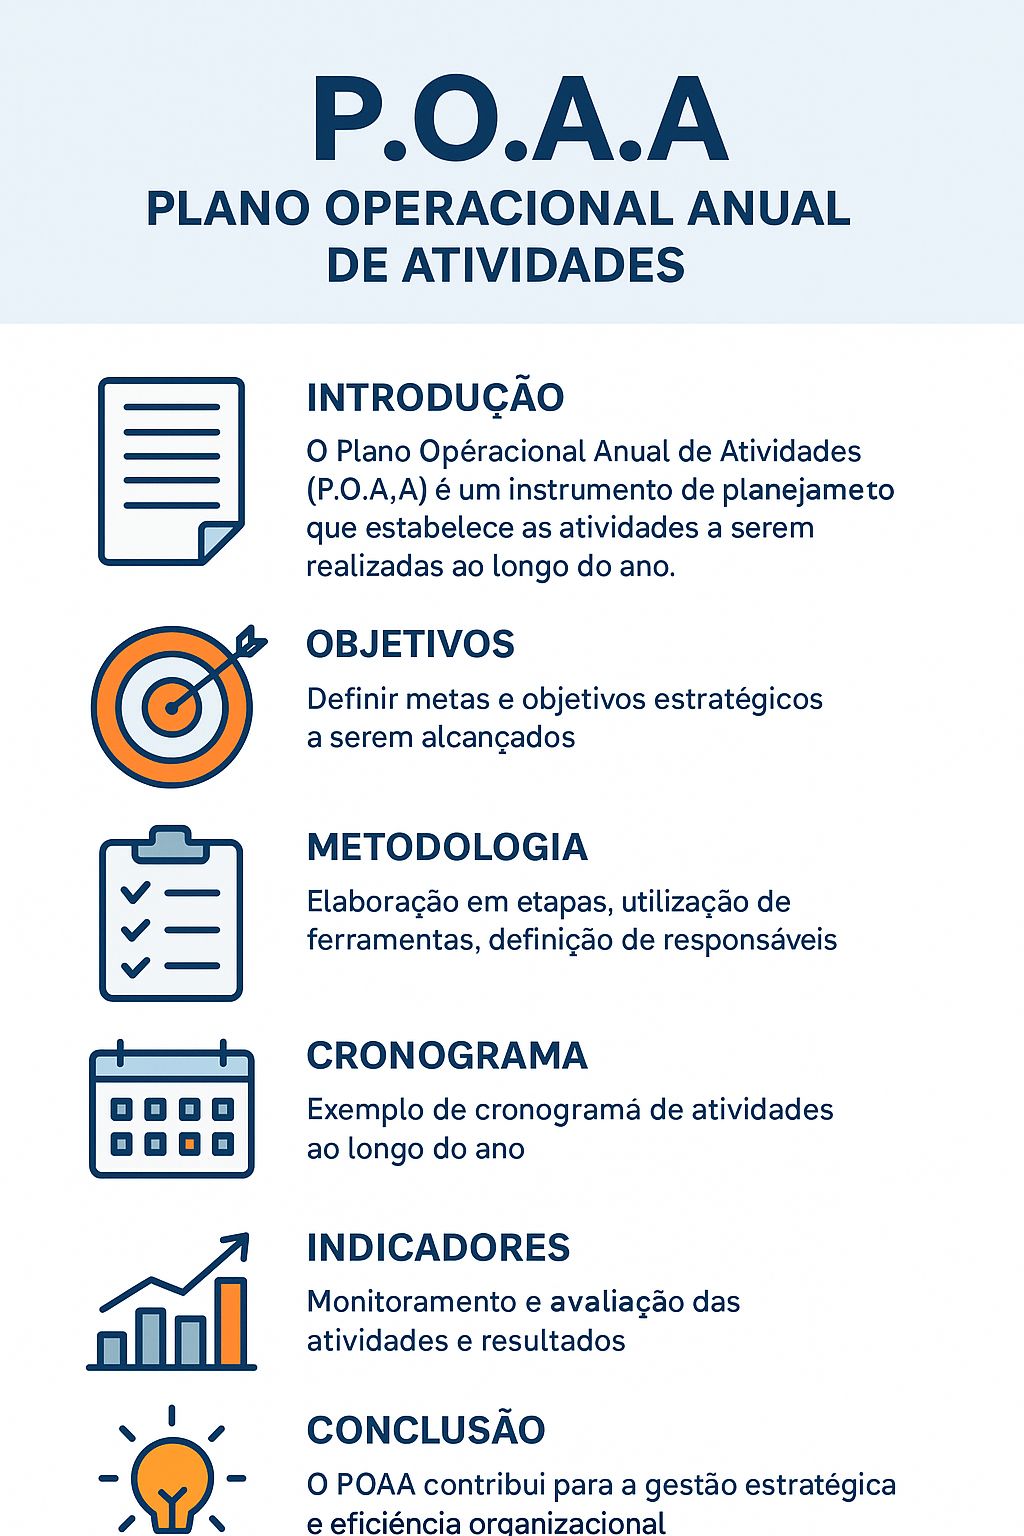 P.O.A.A
PLANO OPERACIONAL ANUAL
DE ATIVIDADES
INTRODUÇÃO
O Plano Opéracional Anual de Atividades
(P.O.A,A) é um instrumento de planejameto
que estabelece as atividades a serem
realizadas ao longo do ano.
OBJETIVOS
Definir metas e objetivos estratégicos
a serem alcançados
METODOLOGIA
Elaboração em etapas, utilização de
ferramentas, definição de responsáveis
CRONOGRAMA
Exemplo de cronogramá de atividades
ao longo do ano
INDICADORES
Monitoramento e avaliação das
atividades e resultados
CONCLUSÃO
O POAA contribui para a gestão estratégica
e eficiéncia organizacional